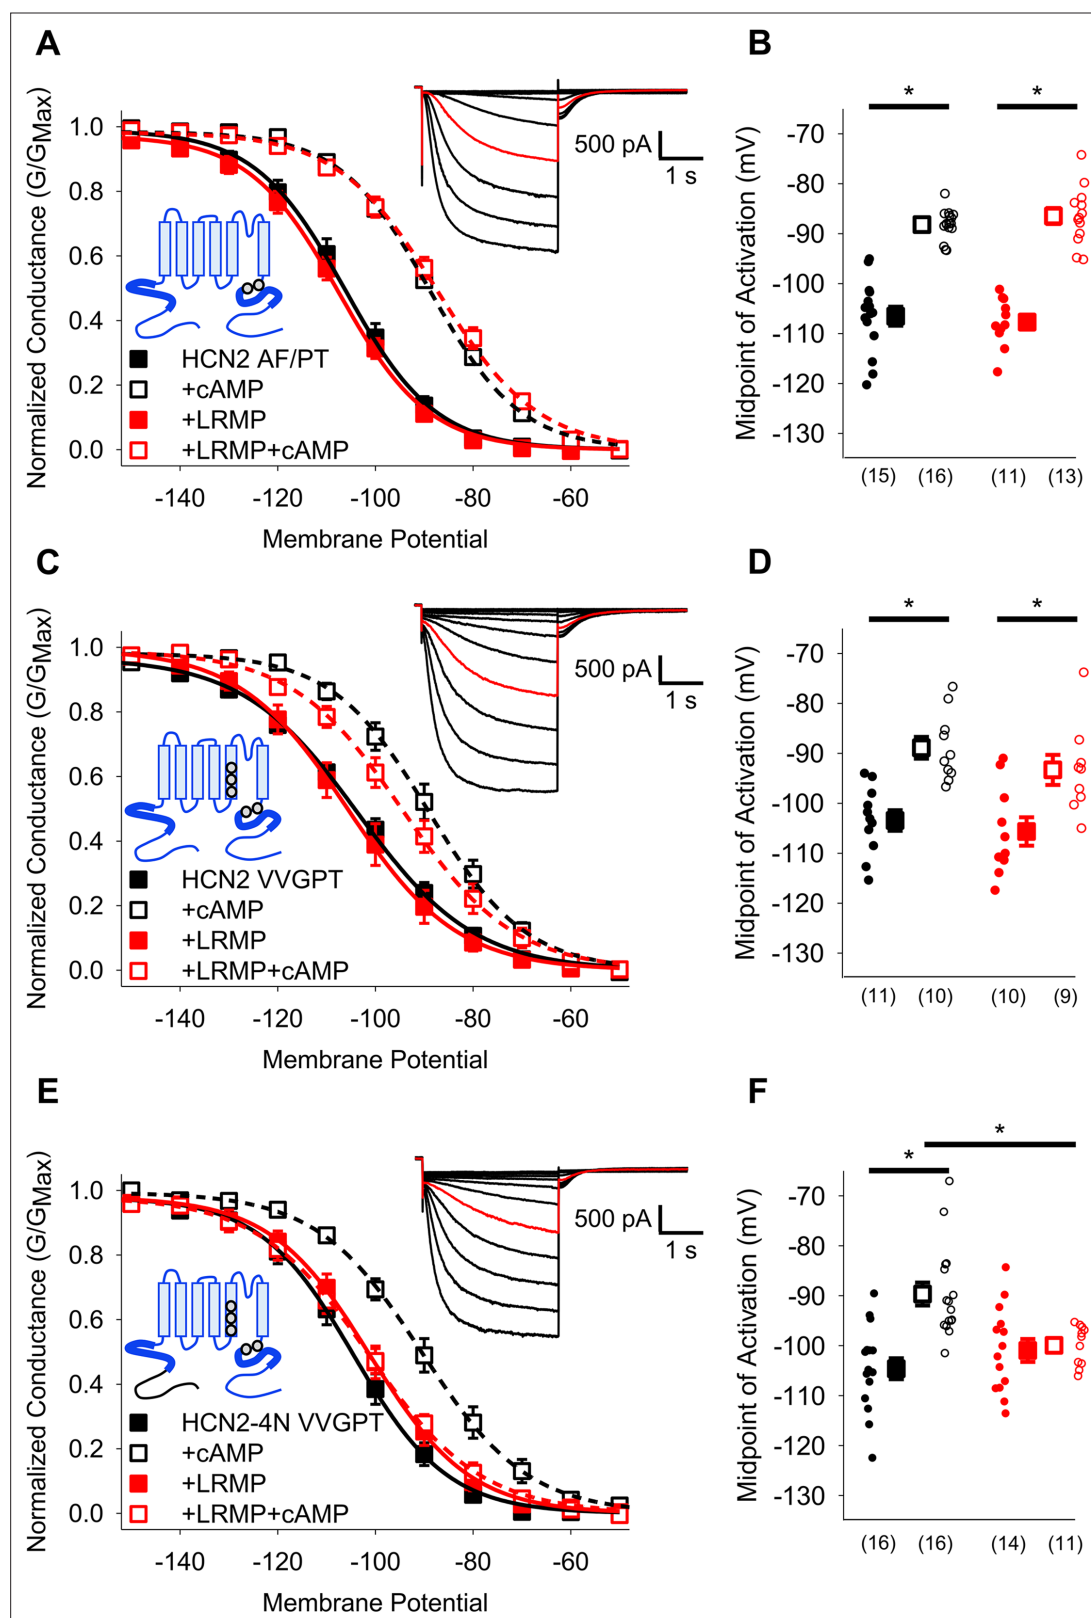 A
Normalized Conductance (G/GMax)
1.0
0.8
0.6
0.4
0.2
0.0
500 pA
1 s
HCN2 AF/PT
+cAMP
+LRMP
+LRMP+cAMP
-140
-120
-100
-80
-60
Membrane Potential
B
Midpoint of Activation (mV)
* *
-70
-80
-90
-100
-110
-120
-130
(15) (16) (11) (13)
C
Normalized Conductance (G/GMax)
1.0
0.8
0.6
0.4
0.2
0.0
500 pA
1 s
HCN2 VVGPT
+cAMP
+LRMP
+LRMP+cAMP
-140
-120
-100
-80
-60
Membrane Potential
D
Midpoint of Activation (mV)
* *
-70
-80
-90
-100
-110
-120
-130
(11) (10) (10) (9)
E
Normalized Conductance (G/GMax)
1.0
0.8
0.6
0.4
0.2
0.0
500 pA
1 s
HCN2-4N VVGPT
+cAMP
+LRMP
+LRMP+cAMP
-140
-120
-100
-80
-60
Membrane Potential
F
Midpoint of Activation (mV)
*
*
-70
-80
-90
-100
-110
-120
-130
(16) (16) (14) (11)